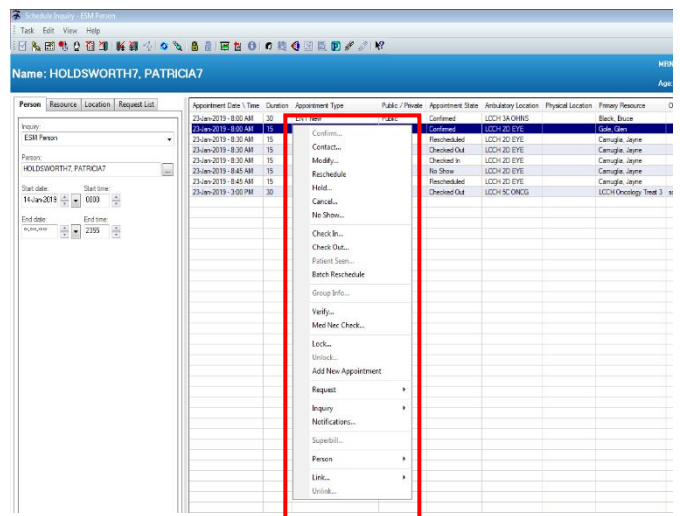 Schedule Inquiry - ESM Person
Task Edit View Help
Name: HOLDSWORTH7, PATRICIA7
MRN
Age:
Person Resource Location Request List
Inquiry:
ESM Person
Person:
HOLDSWORTH7, PATRICIA7
...
Start date: Start time:
14-Jan-2019 0000
End date: End time:
**-***-**** 2355
Appointment Date \ Time Duration Appointment Type Public / Private Appointment State Ambulatory Location Physical Location Primary Resource O
23-Jan-2019 - 8:00 AM 30 ENT New Public Confirmed LCCH 3A OHNS Black, Bruce
23-Jan-2019 - 8:00 AM 15 Confirmed LCCH 2D EYE Gole, Glen
23-Jan-2019 - 8:30 AM 15 Rescheduled LCCH 2D EYE Camuglia, Jayne
23-Jan-2019 - 8:30 AM 15 Checked Out LCCH 2D EYE Camuglia, Jayne
23-Jan-2019 - 8:30 AM 15 Checked In LCCH 2D EYE Camuglia, Jayne
23-Jan-2019 - 8:45 AM 15 No Show LCCH 2D EYE Camuglia, Jayne
23-Jan-2019 - 8:45 AM 15 Rescheduled LCCH 2D EYE Camuglia, Jayne
23-Jan-2019 - 3:00 PM 30 Checked Out LCCH 5C ONCG LCCH Oncology Treat 3
Confirm...
Contact...
Modify...
Reschedule
Hold...
Cancel...
No Show...
Check In...
Check Out...
Patient Seen...
Batch Reschedule
Group Info...
Verify...
Med Nec Check...
Lock...
Unlock...
Add New Appointment
Request
Inquiry
Notifications...
Superbill...
Person
Link...
Unlink...